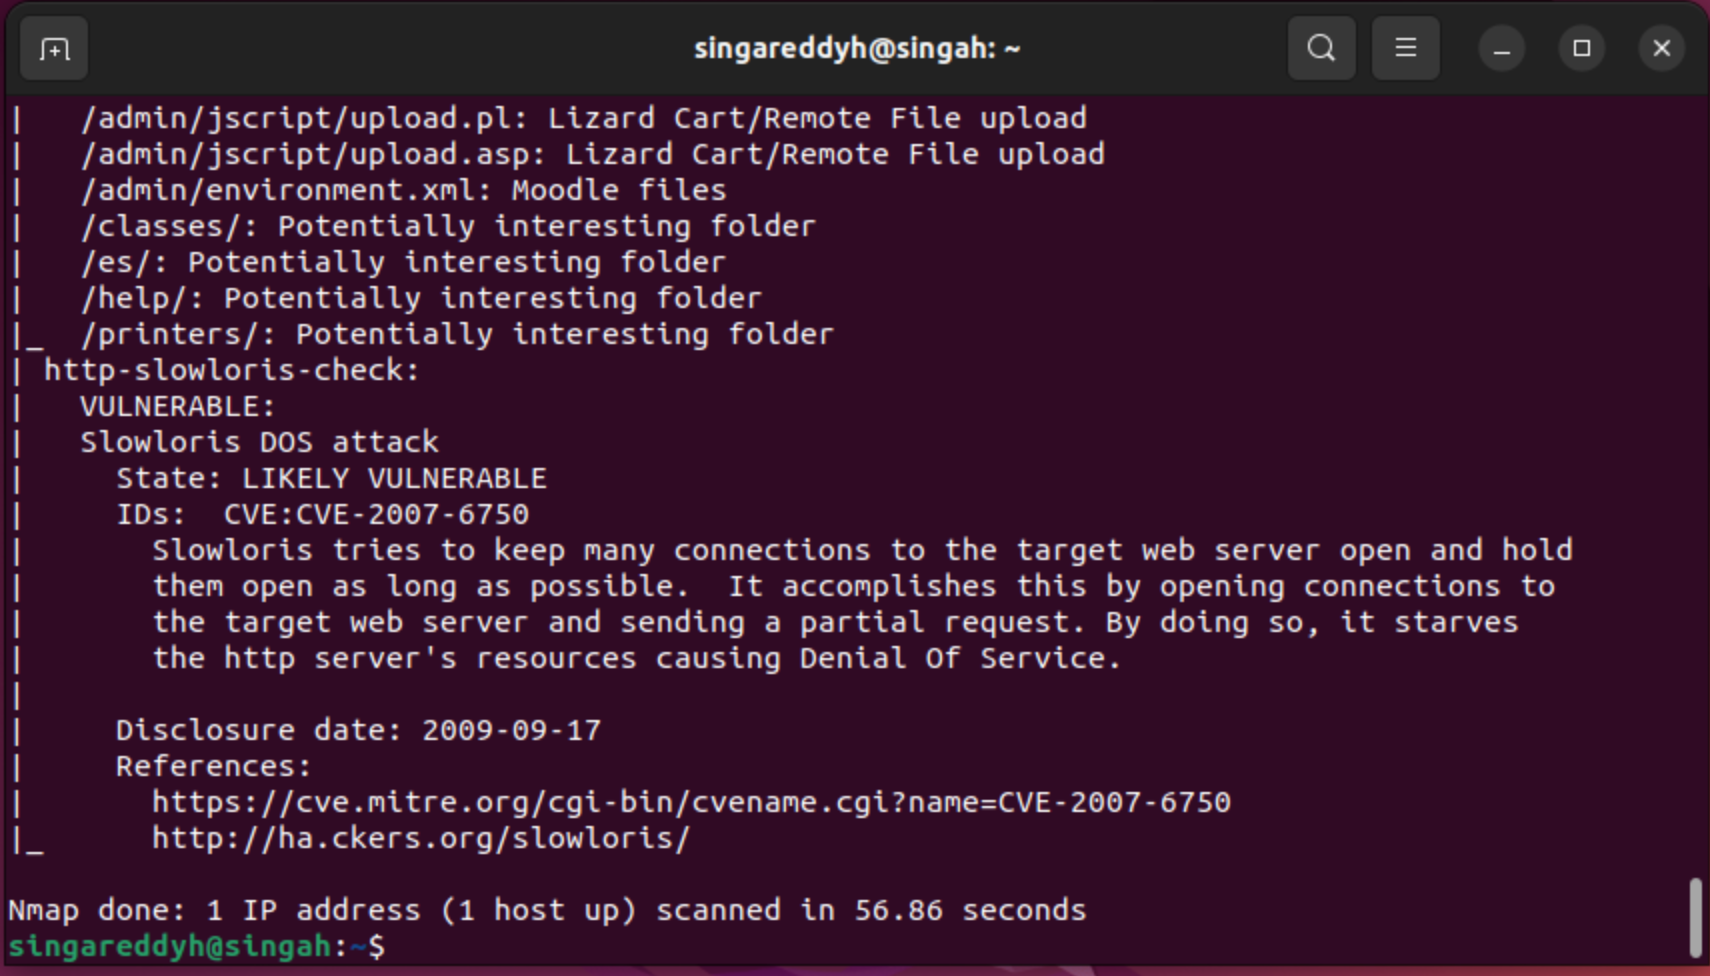 singareddyh@singah: ~
|   /admin/jscript/upload.pl: Lizard Cart/Remote File upload
|   /admin/jscript/upload.asp: Lizard Cart/Remote File upload
|   /admin/environment.xml: Moodle files
|   /classes/: Potentially interesting folder
|   /es/: Potentially interesting folder
|   /help/: Potentially interesting folder
|_  /printers/: Potentially interesting folder
| http-slowloris-check:
|   VULNERABLE:
|   Slowloris DOS attack
|     State: LIKELY VULNERABLE
|     IDs:  CVE:CVE-2007-6750
|       Slowloris tries to keep many connections to the target web server open and hold
|       them open as long as possible.  It accomplishes this by opening connections to
|       the target web server and sending a partial request. By doing so, it starves
|       the http server's resources causing Denial Of Service.
|
|     Disclosure date: 2009-09-17
|     References:
|       https://cve.mitre.org/cgi-bin/cvename.cgi?name=CVE-2007-6750
|_      http://ha.ckers.org/slowloris/

Nmap done: 1 IP address (1 host up) scanned in 56.86 seconds
singareddyh@singah:~$